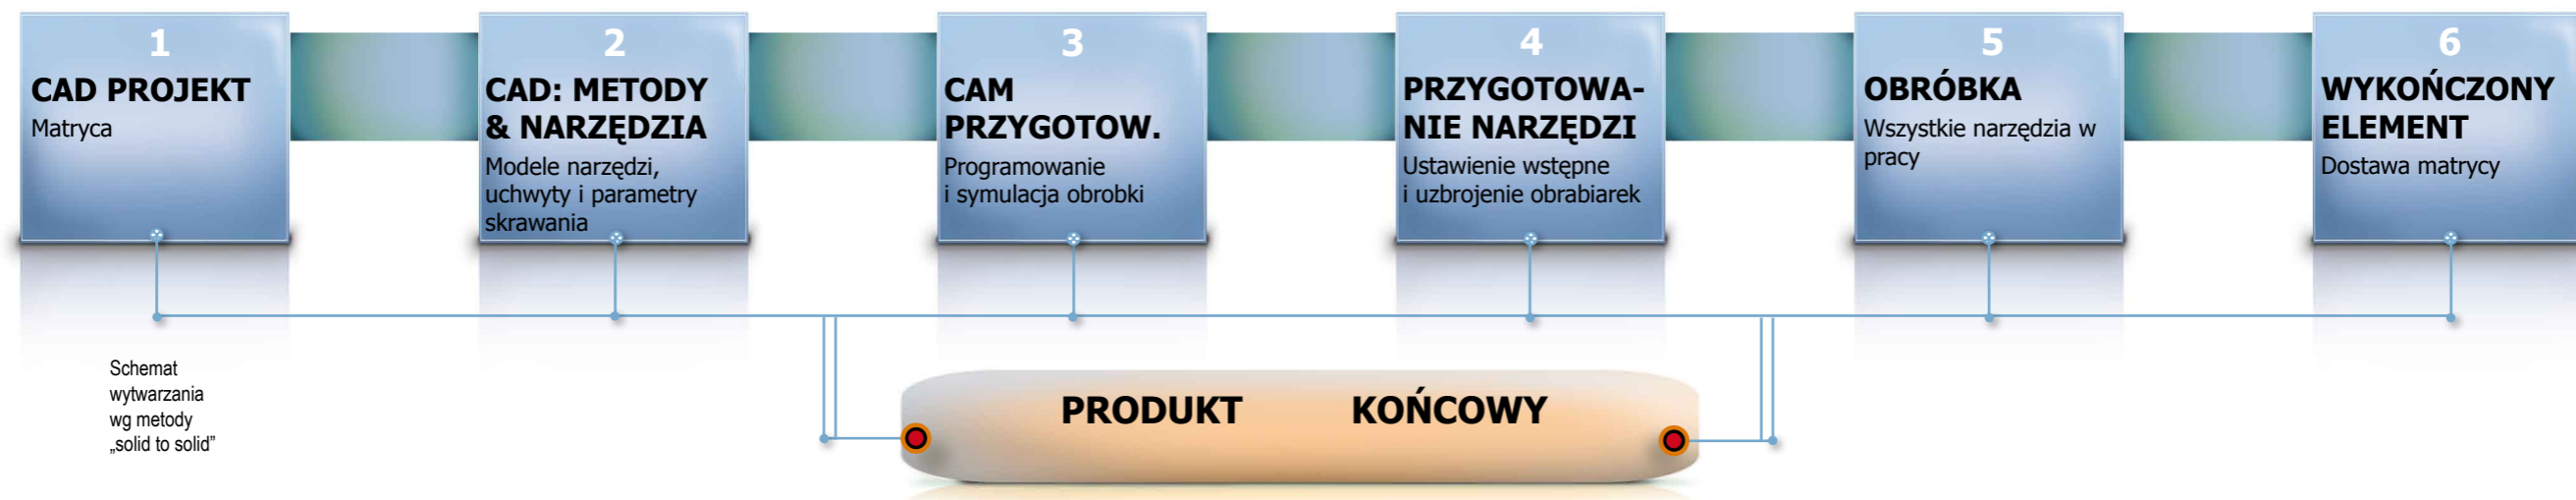 1
CAD PROJEKT
Matryca
2
CAD: METODY
& NARZĘDZIA
Modele narzędzi,
uchwyty i parametry
skrawania
3
CAM
PRZYGOTOW.
Programowanie
i symulacja obrobki
4
PRZYGOTOWA-
NIE NARZĘDZI
Ustawienie wstępne
i uzbrojenie obrabiarek
5
OBRÓBKA
Wszystkie narzędzia w
pracy
6
WYKOŃCZONY
ELEMENT
Dostawa matrycy
Schemat
wytwarzania
wg metody
„solid to solid”
PRODUKT KOŃCOWY